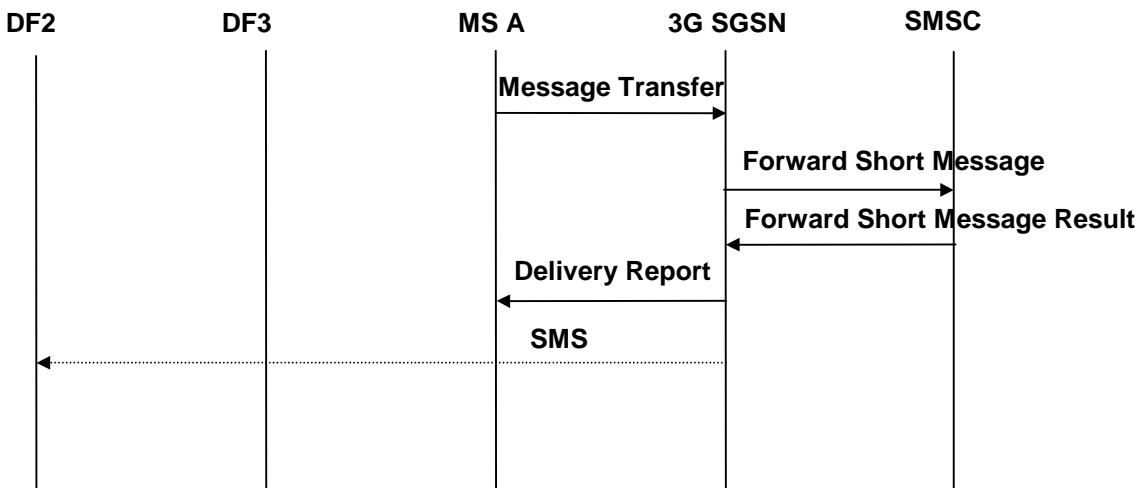 DF2 DF3 MS A 3G SGSN SMSC
Message Transfer
Forward Short Message
Forward Short Message Result
Delivery Report
SMS